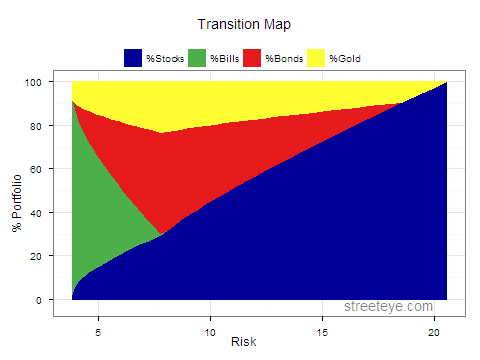 Transition Map
%Stocks %Bills %Bonds %Gold
100
80
60
40
20
0
% Portfolio
streeteye.com
5 10 15 20
Risk